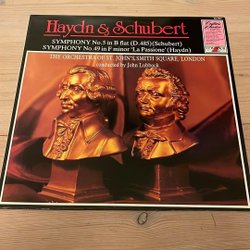 Haydn & Schubert
SYMPHONY No.5 in B flat (D.485)(Schubert)
SYMPHONY No.49 in F minor 'La Passione' (Haydn)
THE ORCHESTRA OF ST. JOHN'S, SMITH SQUARE, LONDON
conducted by John Lubbock